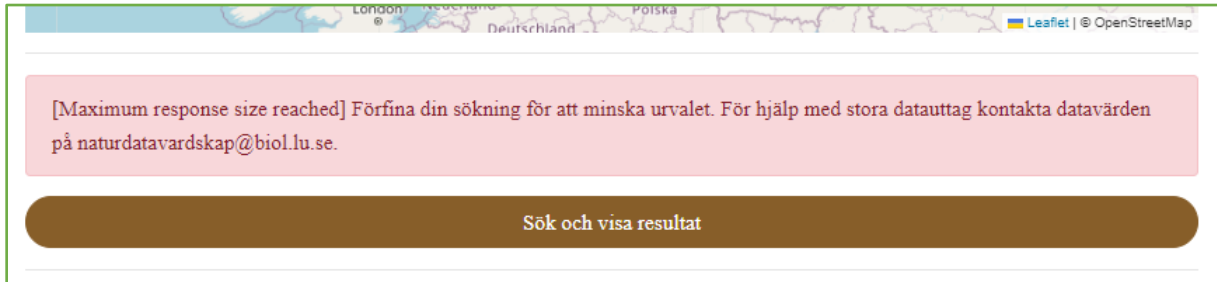 London
Polska
Deutschland
Leaflet | © OpenStreetMap
[Maximum response size reached] Förfina din sökning för att minska urvalet. För hjälp med stora datauttag kontakta datavärden
på naturdatavardskap@biol.lu.se.
Sök och visa resultat